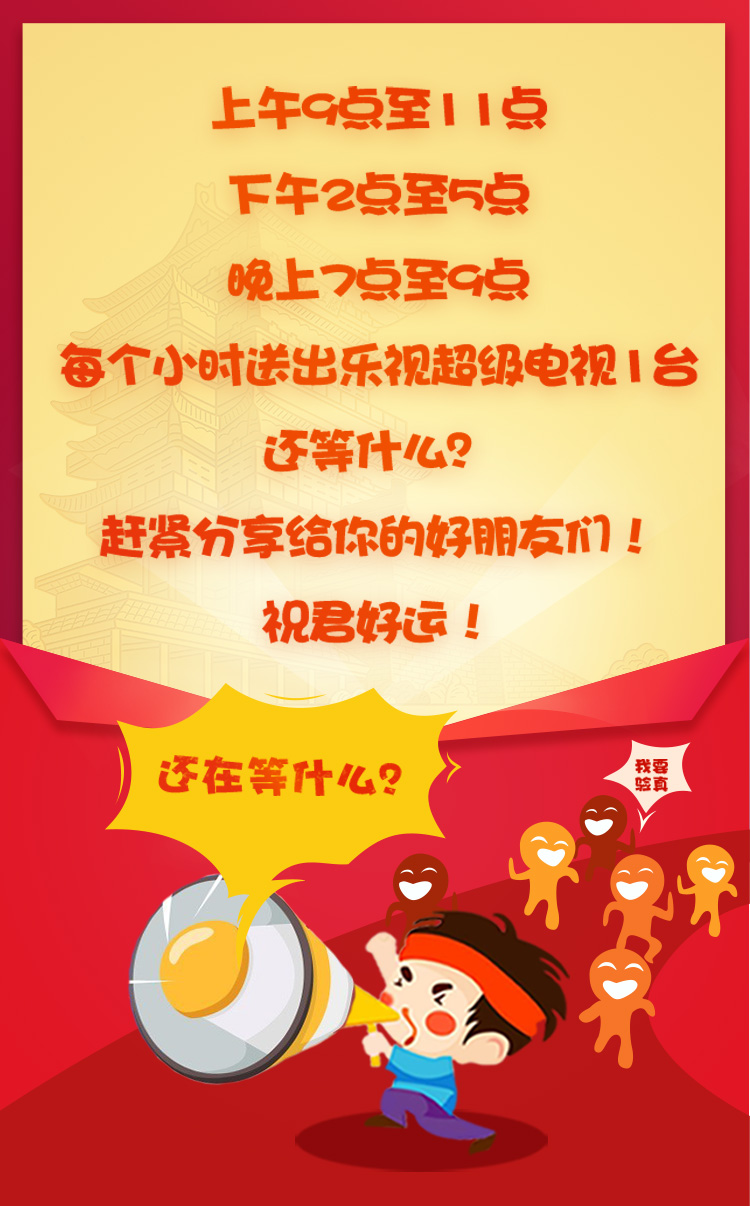 上午9点至11点
下午2点至5点
晚上7点至9点
每个小时送出乐视超级电视1台
还等什么？
赶紧分享给你的好朋友们！
祝君好运！
还在等什么？
我要
验真